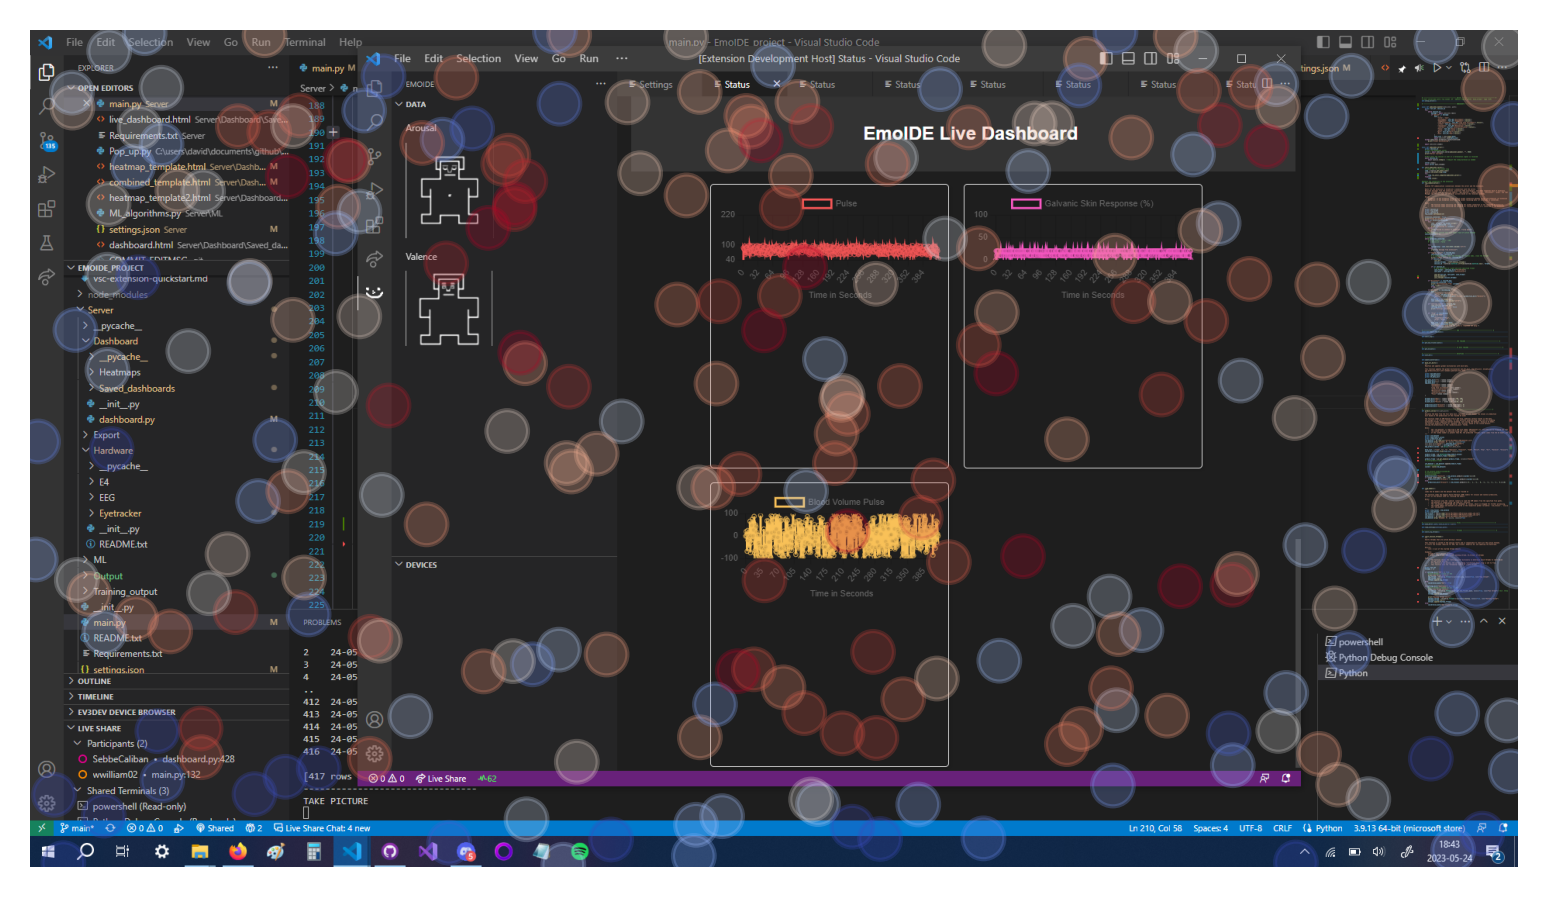 File Edit Selection View Go Run Terminal Help
main.py - EmoIDE_project - Visual Studio Code
File Edit Selection View Go Run ···
[Extension Development Host] Status - Visual Studio Code
EXPLORER ···
main.py M
tings.json M
OPEN EDITORS
Server >
main.py Server M
live_dashboard.html Server\Dashboard\Save...
Requirements.txt Server
Pop_up.py C:\Users\david\documents\github\...
heatmap_template.html Server\Dashb... M
combined_template.html Server\Dash... M
heatmap_template2.html Server\Dashboard...
ML_algorithms.py Server\ML
settings.json Server M
dashboard.html Server\Dashboard\Saved_da...
EMOIDE_PROJECT
vsc-extension-quickstart.md
node_modules
Server
__pycache__
Dashboard
__pycache__
Heatmaps
Saved_dashboards
__init__.py
dashboard.py M
Export
Hardware
__pycache__
E4
EEG
Eyetracker
__init__.py
README.txt
ML
Output
Training_output
__init__.py
main.py M
README.txt
Requirements.txt
settings.json M
OUTLINE
TIMELINE
EV3DEV DEVICE BROWSER
LIVE SHARE
Participants (2)
SebbeCaliban • dashboard.py:428
wwilliam02 • main.py:132
Shared Terminals (3)
powershell (Read-only)
188
189
190
191
192
193
194
195
196
197
198
199
200
201
202
203
204
205
206
207
208
209
210
211
212
213
214
215
216
217
218
219
220
221
222
223
224
225
PROBLEMS
2 24-05
3 24-05
4 24-05
..
412 24-05
413 24-05
414 24-05
415 24-05
416 24-05
[417 rows
TAKE PICTURE
EMOIDE ···
DATA
Arousal
Valence
DEVICES
Settings Status Status Status Status Status Status Statu
EmoIDE Live Dashboard
Pulse
220
100
40
0 32 64 96 128 160 192 224 256 288 320 352 384
Time in Seconds
Galvanic Skin Response (%)
100
50
0
0 32 64 96 128 160 192 224 256 288 320 352 384
Time in Seconds
Blood Volume Pulse
100
0
-100
0 35 70 105 140 175 210 245 280 315 350 385
Time in Seconds
0 0 Live Share 62
powershell
Python Debug Console
Python
main* 0 0 Shared 2 Live Share Chat: 4 new
Ln 210, Col 58 Spaces: 4 UTF-8 CRLF Python 3.9.13 64-bit (microsoft store)
18:43
2023-05-24